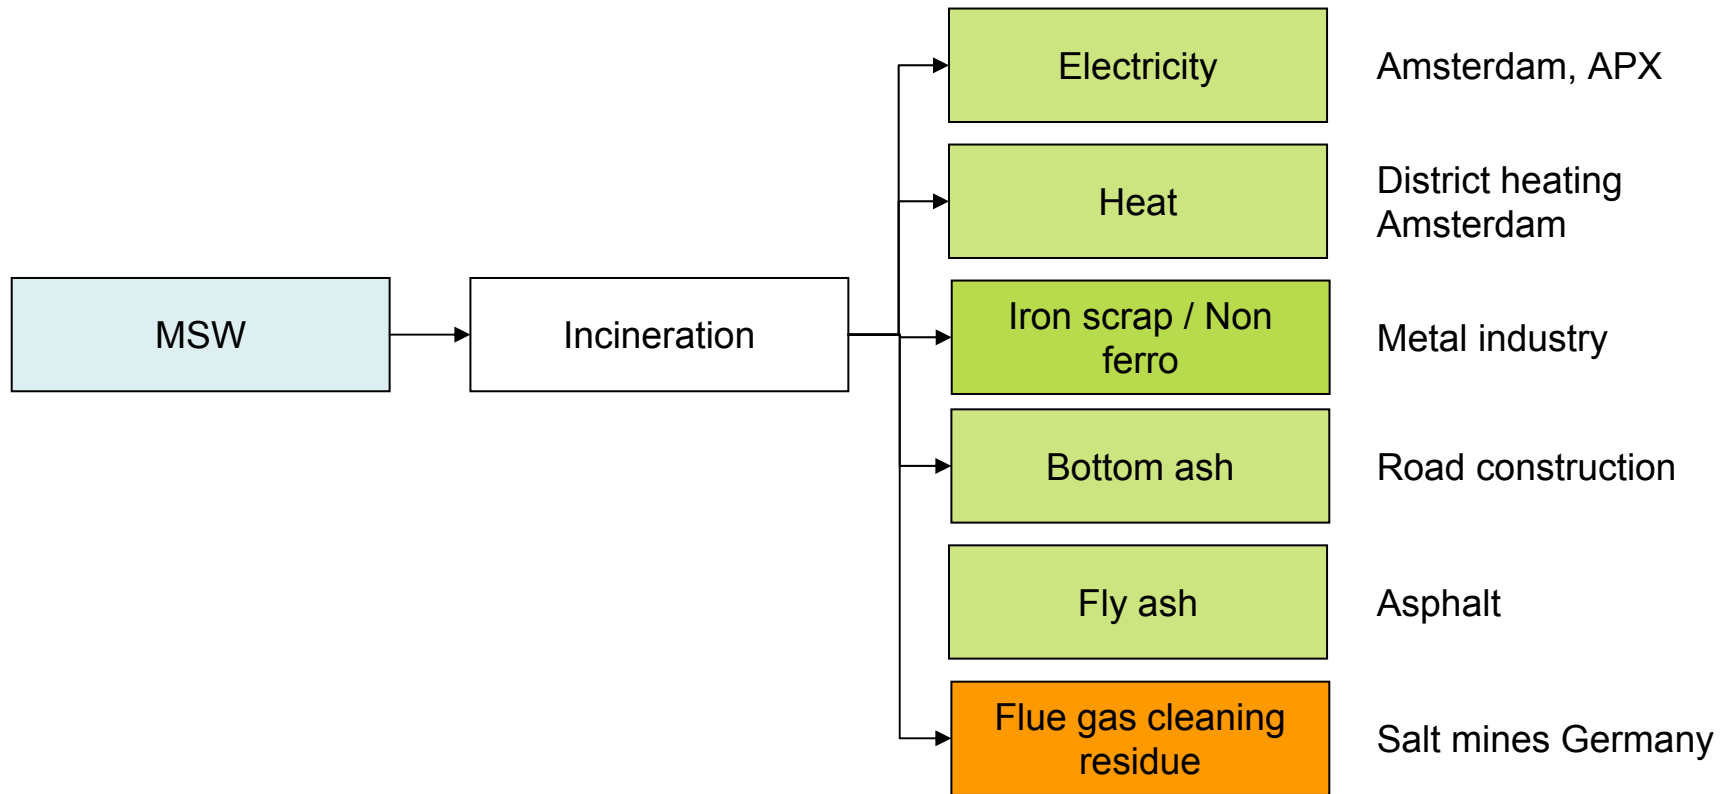 Electricity
Amsterdam, APX
Heat
District heating
Amsterdam
MSW
Incineration
Iron scrap / Non
ferro
Metal industry
Bottom ash
Road construction
Fly ash
Asphalt
Flue gas cleaning
residue
Salt mines Germany